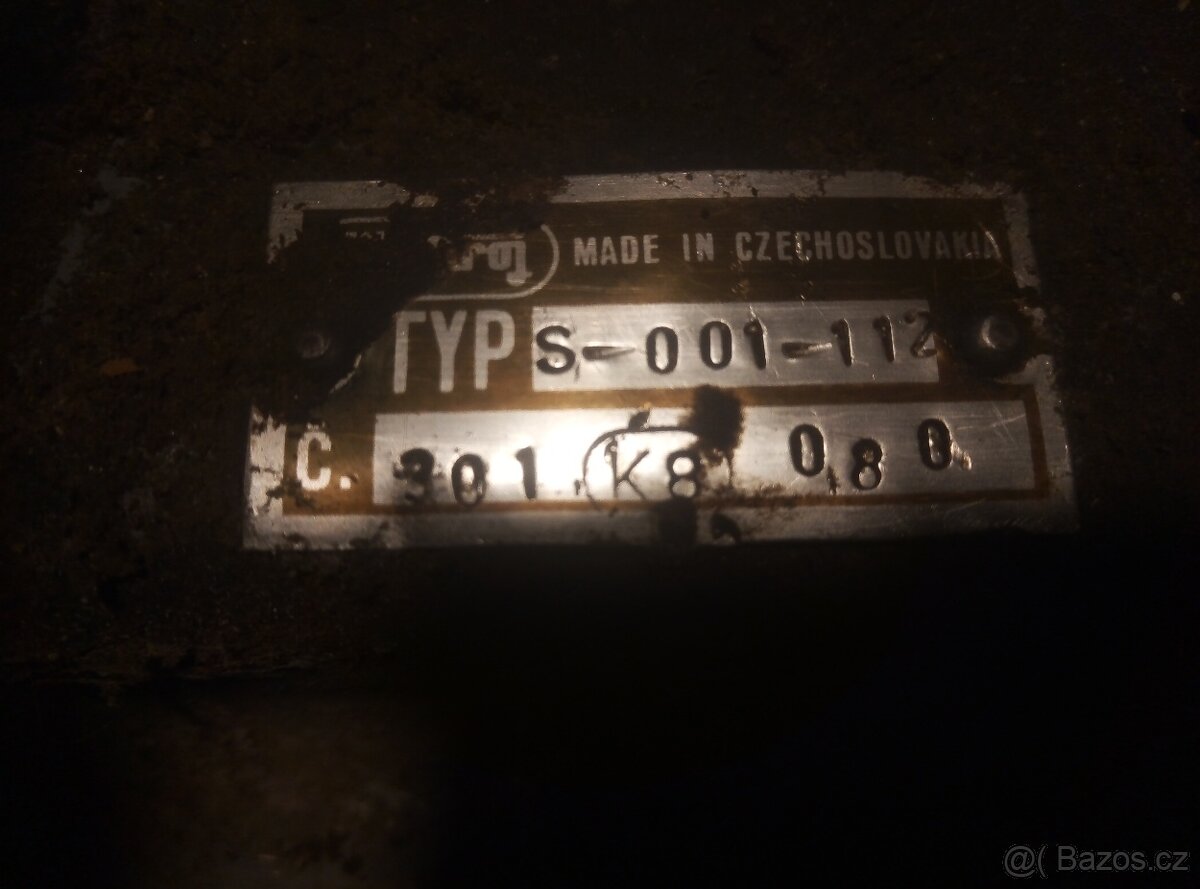 MADE IN CZECHOSLOVAKIA
TYP S-001-112
Č. 301 K8 080
@( Bazos.cz